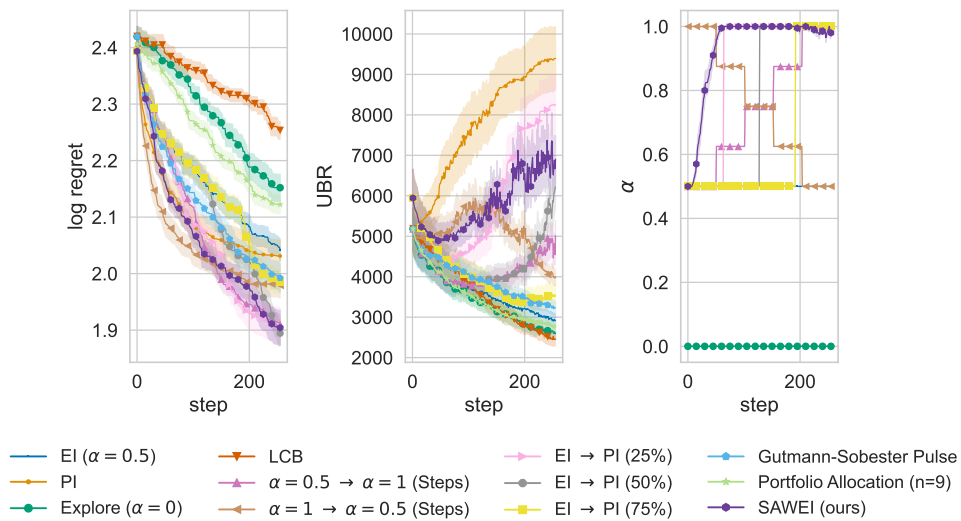 2.4
2.3
2.2
2.1
2.0
1.9
log regret
0
200
step
10000
9000
8000
7000
6000
5000
4000
3000
2000
UBR
0
200
step
1.0
0.8
0.6
0.4
0.2
0.0
α
0
200
step
EI (α = 0.5)
PI
Explore (α = 0)
LCB
α = 0.5 → α = 1 (Steps)
α = 1 → α = 0.5 (Steps)
EI → PI (25%)
EI → PI (50%)
EI → PI (75%)
Gutmann-Sobester Pulse
Portfolio Allocation (n=9)
SAWEI (ours)